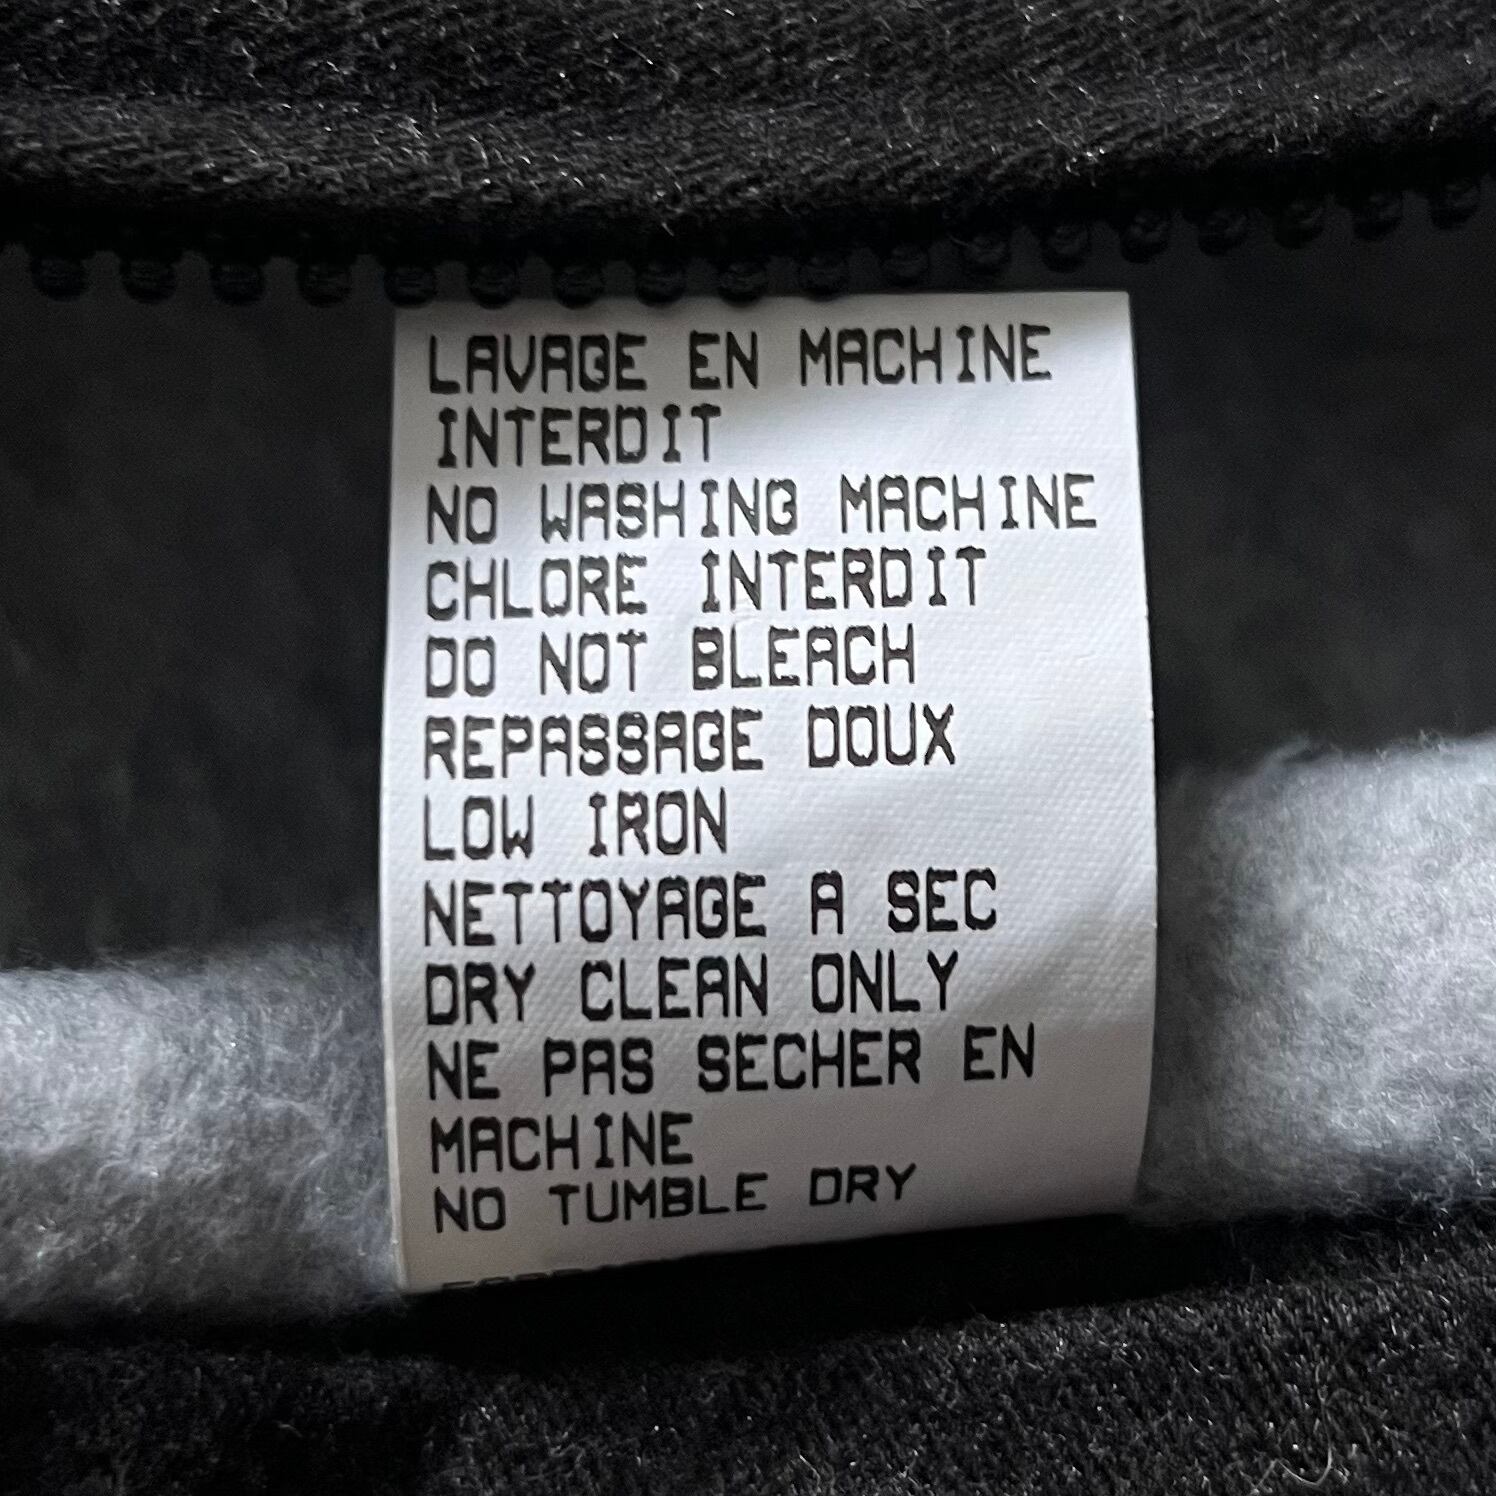 LAVAGE EN MACHINE
INTERDIT
NO WASHING MACHINE
CHLORE INTERDIT
DO NOT BLEACH
REPASSAGE DOUX
LOW IRON
NETTOYAGE A SEC
DRY CLEAN ONLY
NE PAS SECHER EN
MACHINE
NO TUMBLE DRY